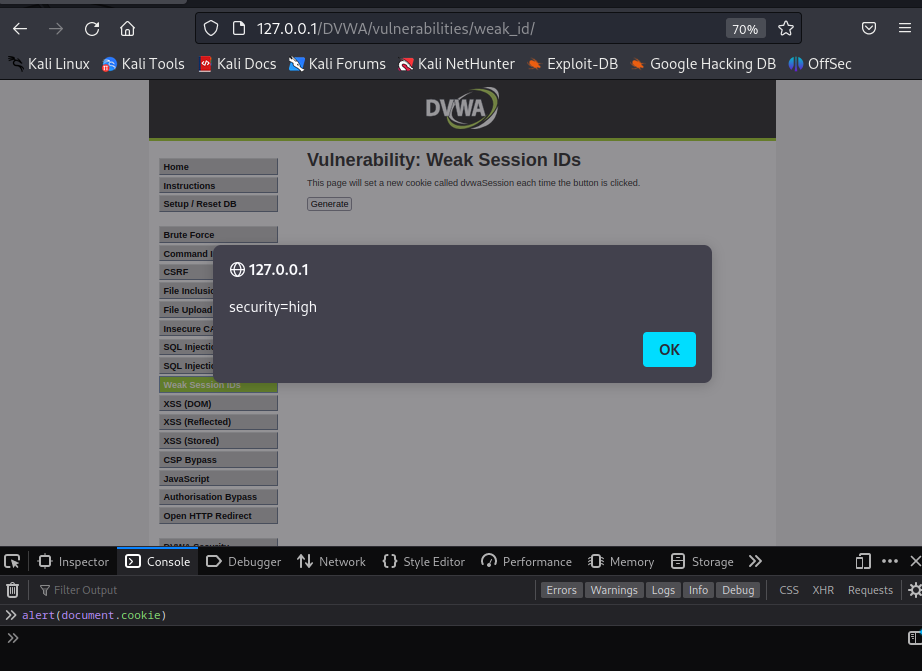 127.0.0.1/DVWA/vulnerabilities/weak_id/ 70%
Kali Linux Kali Tools Kali Docs Kali Forums Kali NetHunter Exploit-DB Google Hacking DB OffSec
DVWA
Vulnerability: Weak Session IDs
This page will set a new cookie called dvwaSession each time the button is clicked.
Generate
Home
Instructions
Setup / Reset DB
Brute Force
Command I
CSRF
File Inclusio
File Upload
Insecure CA
SQL Injectio
SQL Injectio
Weak Session IDs
XSS (DOM)
XSS (Reflected)
XSS (Stored)
CSP Bypass
JavaScript
Authorisation Bypass
Open HTTP Redirect
DVWA Security
127.0.0.1
security=high
OK
Inspector Console Debugger Network Style Editor Performance Memory Storage
Filter Output Errors Warnings Logs Info Debug CSS XHR Requests
alert(document.cookie)